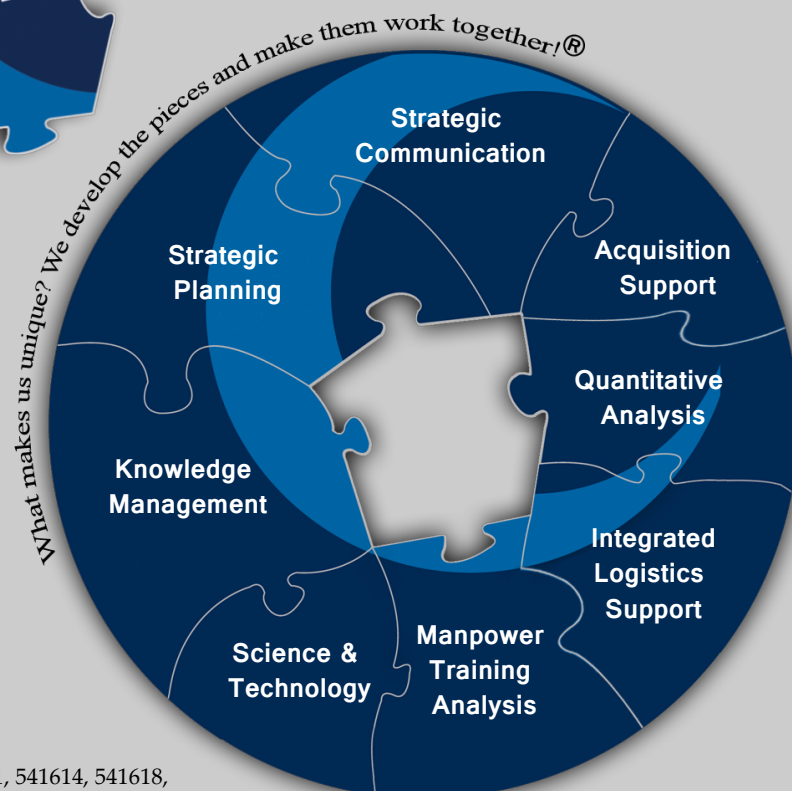 What makes us unique? We develop the pieces and make them work together!®
Strategic
Communication
Acquisition
Support
Strategic
Planning
Quantitative
Analysis
Knowledge
Management
Integrated
Logistics
Support
Manpower
Training
Analysis
Science &
Technology
, 541614, 541618,